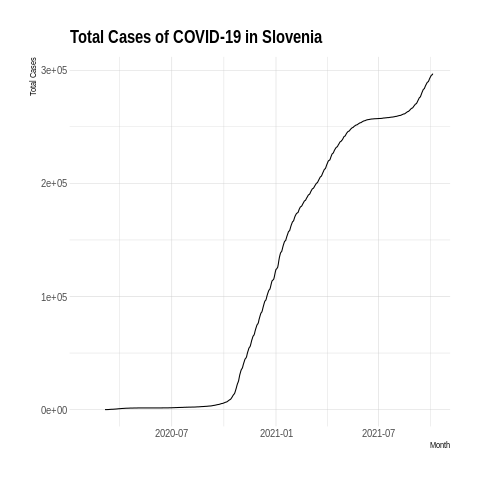 Total Cases of COVID-19 in Slovenia
Total Cases
3e+05
2e+05
1e+05
0e+00
2020-07 2021-01 2021-07
Month